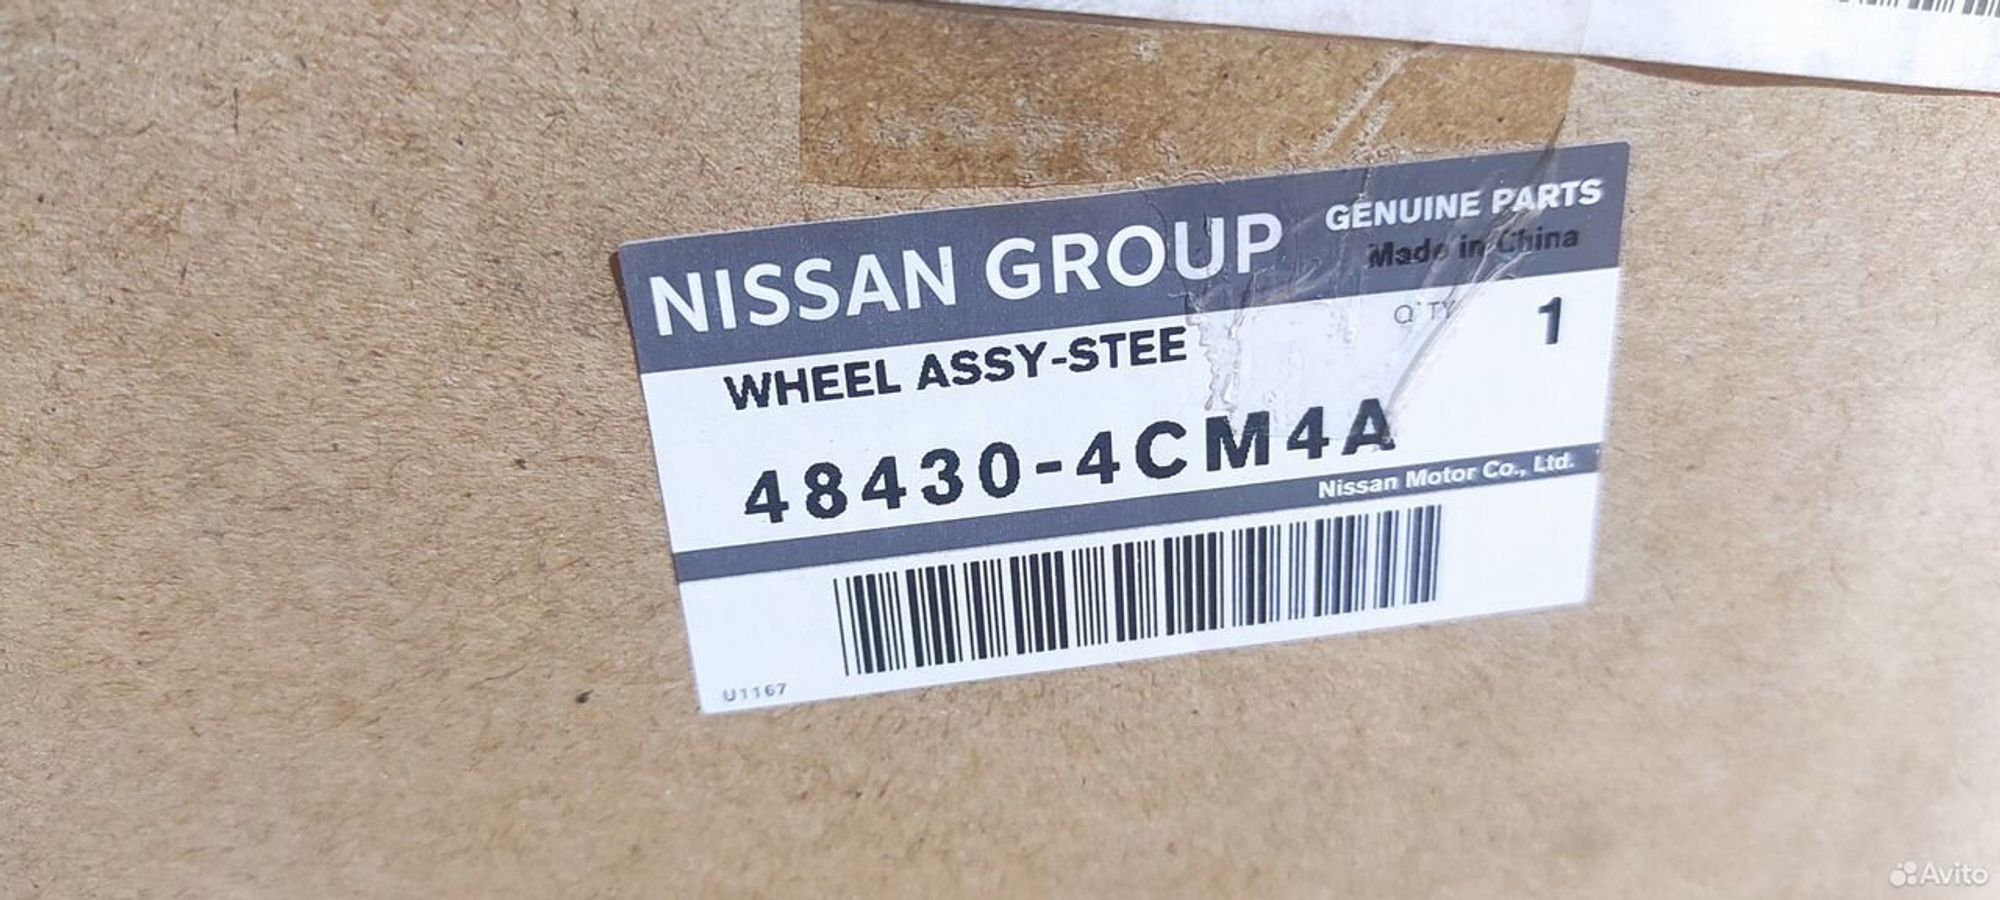 NISSAN GROUP
GENUINE PARTS
Made in China
WHEEL ASSY-STEE
Q'TY 1
48430-4CM4A
Nissan Motor Co., Ltd.
U1167
Avito